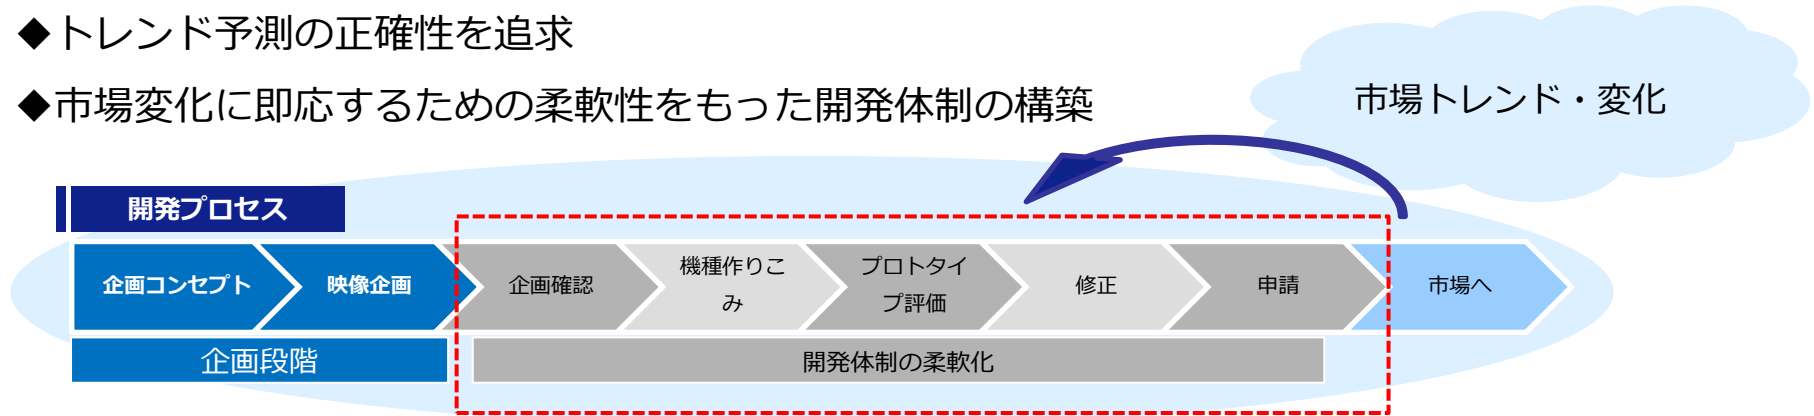 ◆トレンド予測の正確性を追求
◆市場変化に即応するための柔軟性をもった開発体制の構築
市場トレンド・変化
開発プロセス
企画コンセプト
映像企画
企画確認
機種作りこ
み
プロトタイ
プ評価
修正
申請
市場へ
企画段階
開発体制の柔軟化